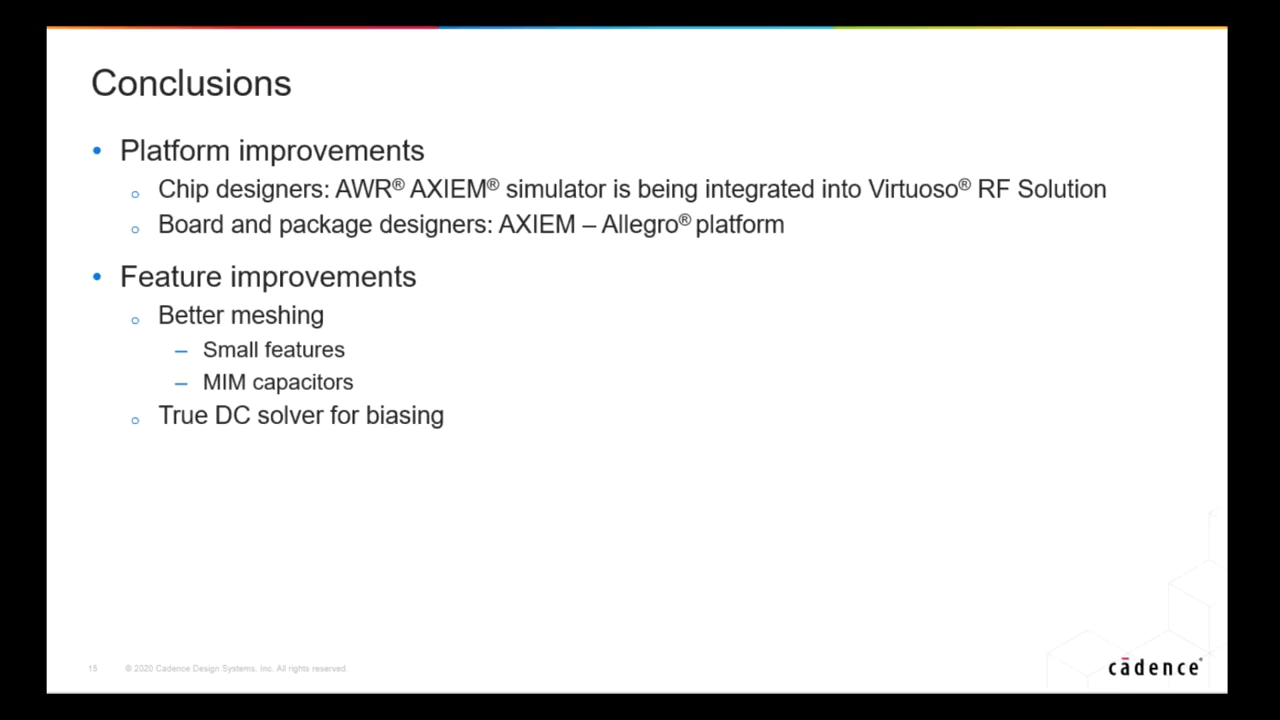 Conclusions
• Platform improvements
○ Chip designers: AWR® AXIEM® simulator is being integrated into Virtuoso® RF Solution
○ Board and package designers: AXIEM – Allegro® platform
• Feature improvements
○ Better meshing
– Small features
– MIM capacitors
○ True DC solver for biasing
15 © 2020 Cadence Design Systems, Inc. All rights reserved.
cādence®